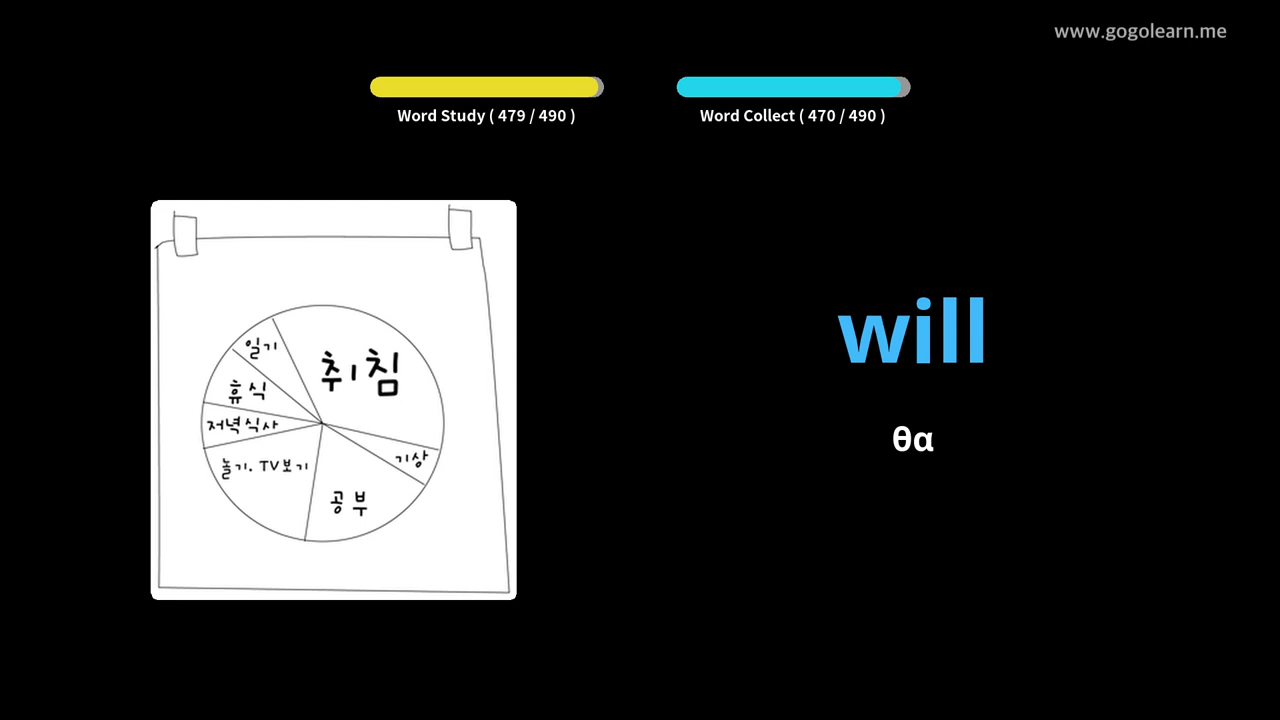 www.gogolearn.me
Word Study ( 479 / 490 )
Word Collect ( 470 / 490 )
일기
취침
휴식
저녁식사
놀기. TV보기
기상
공부
will
θα